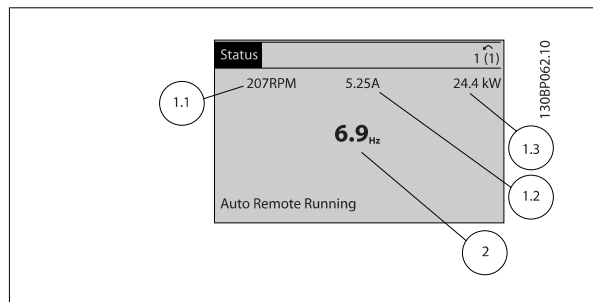 Status
1 (1)
207RPM 5.25A 24.4 kW
6.9Hz
Auto Remote Running
1.1
1.2
1.3
2
130BP062.10